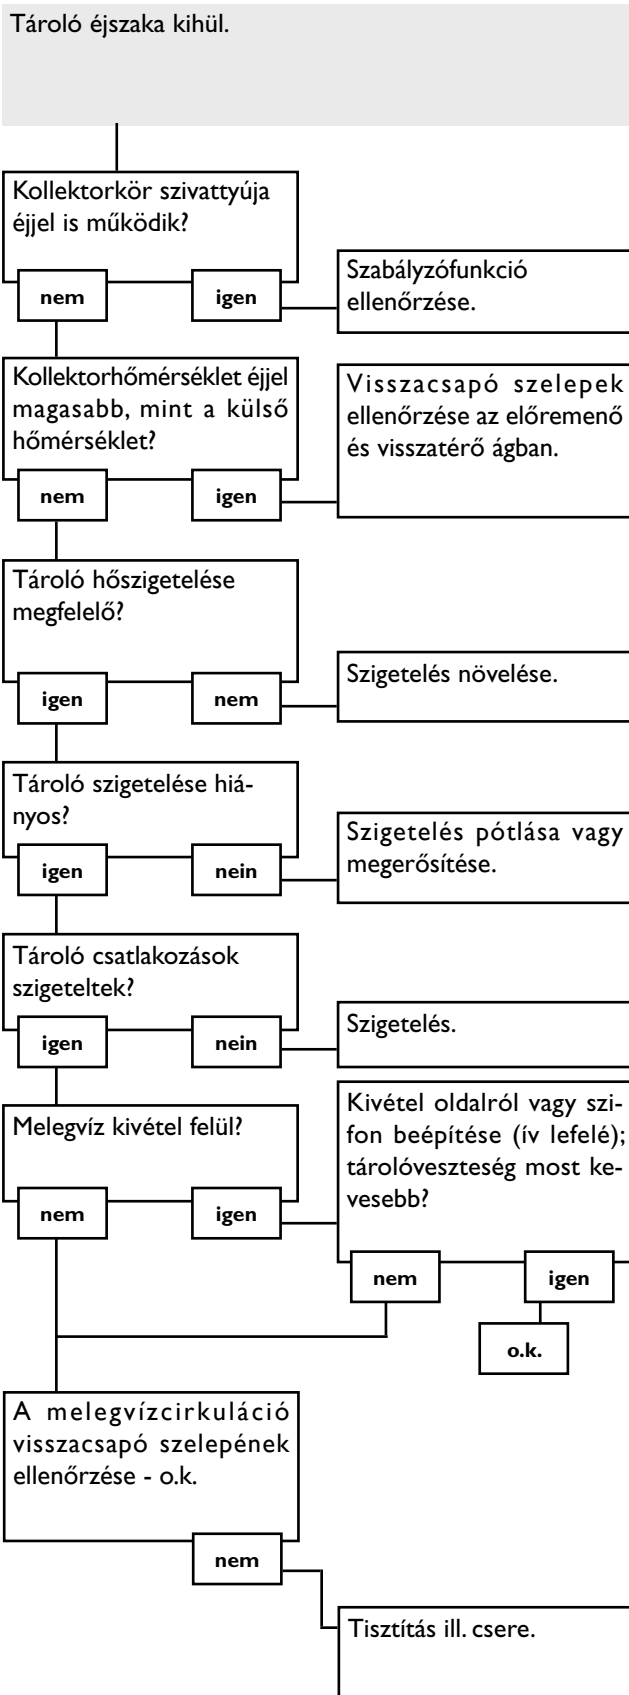 Tároló éjszaka kihül.
Kollektorkör szivattyúja
éjjel is működik?
nem
igen
Szabályzófunkció
ellenőrzése.
Kollektorhőmérséklet éjjel
magasabb, mint a külső
hőmérséklet?
nem
igen
Visszacsapó szelepek
ellenőrzése az előremenő
és visszatérő ágban.
Tároló hőszigetelése
megfelelő?
igen
nem
Szigetelés növelése.
Tároló szigetelése hiá-
nyos?
igen
nein
Szigetelés pótlása vagy
megerősítése.
Tároló csatlakozások
szigeteltek?
igen
nein
Szigetelés.
Melegvíz kivétel felül?
nem
igen
Kivétel oldalról vagy szi-
fon beépítése (ív lefelé);
tárolóveszteség most ke-
vesebb?
nem
igen
o.k.
A melegvízcirkuláció
visszacsapó szelepének
ellenőrzése - o.k.
nem
Tisztítás ill. csere.